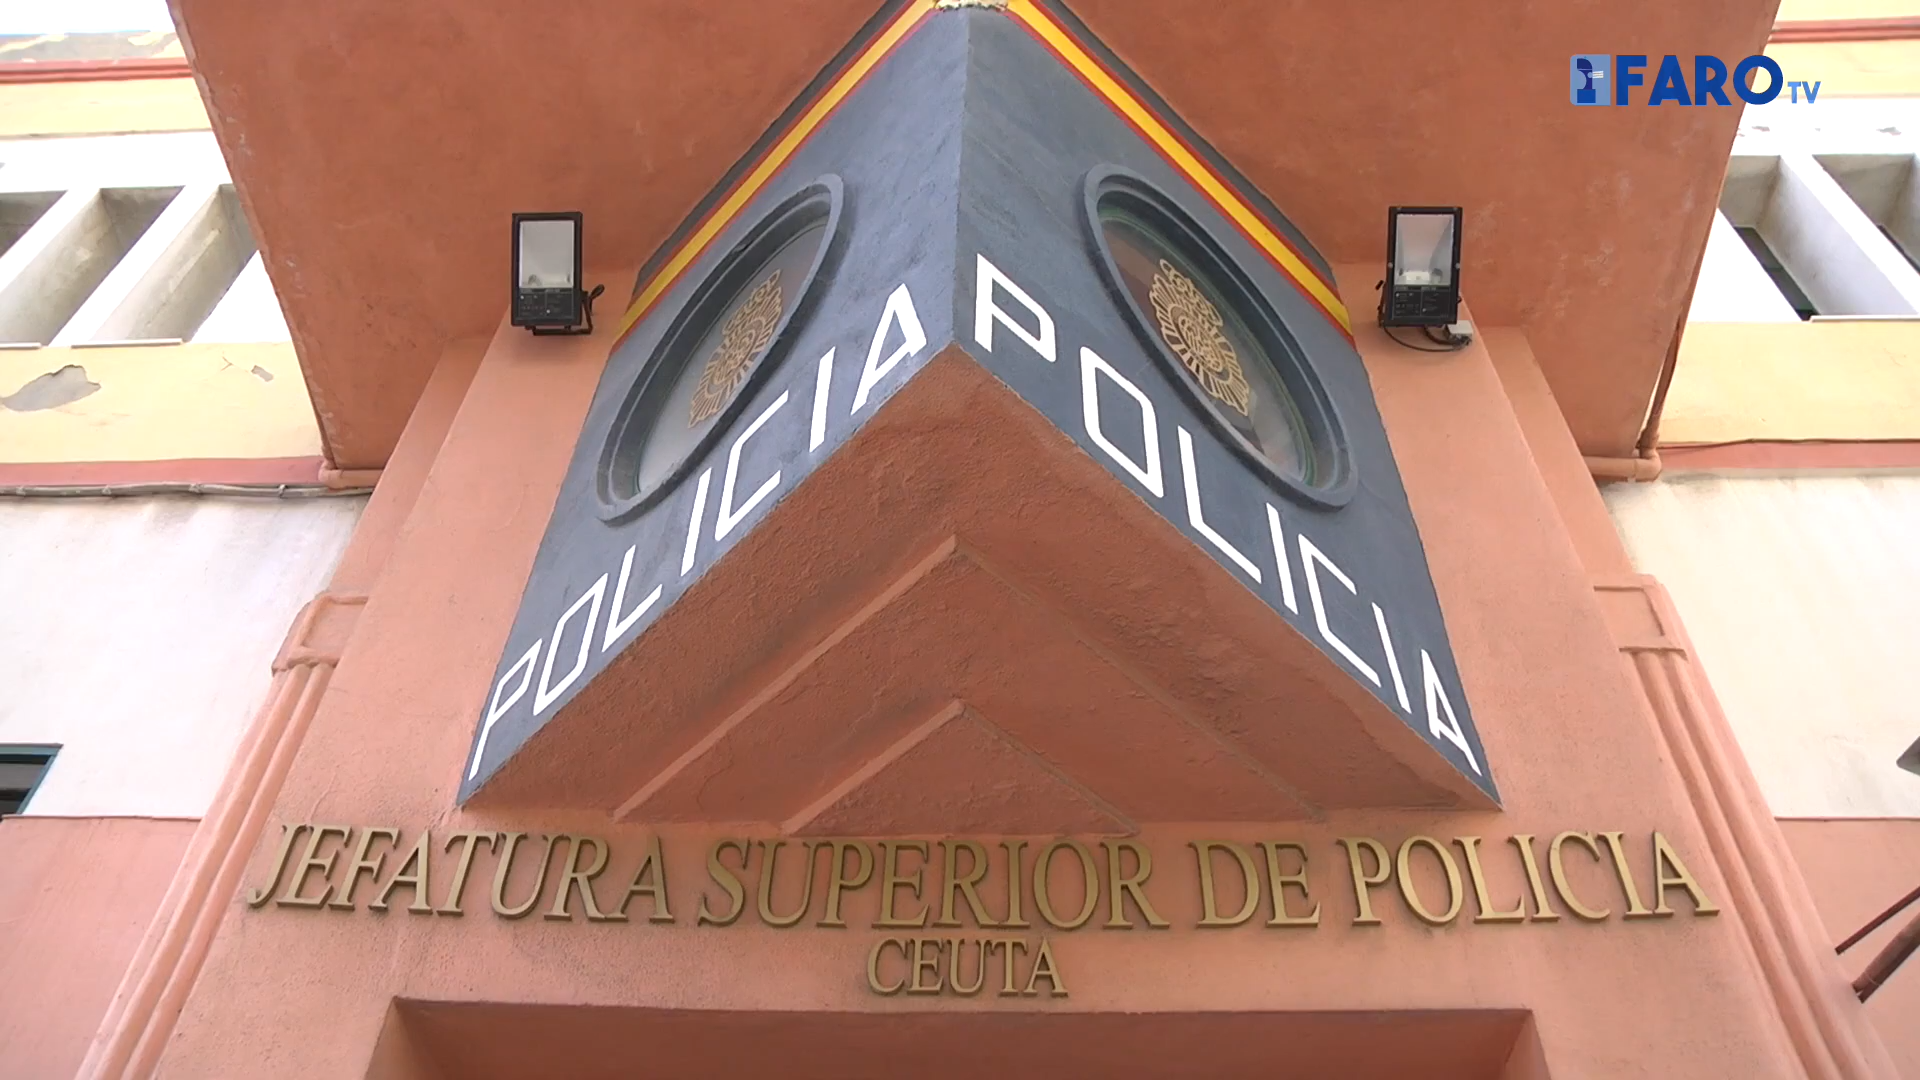 FARO TV
POLICIA
POLICIA
JEFATURA SUPERIOR DE POLICIA
CEUTA